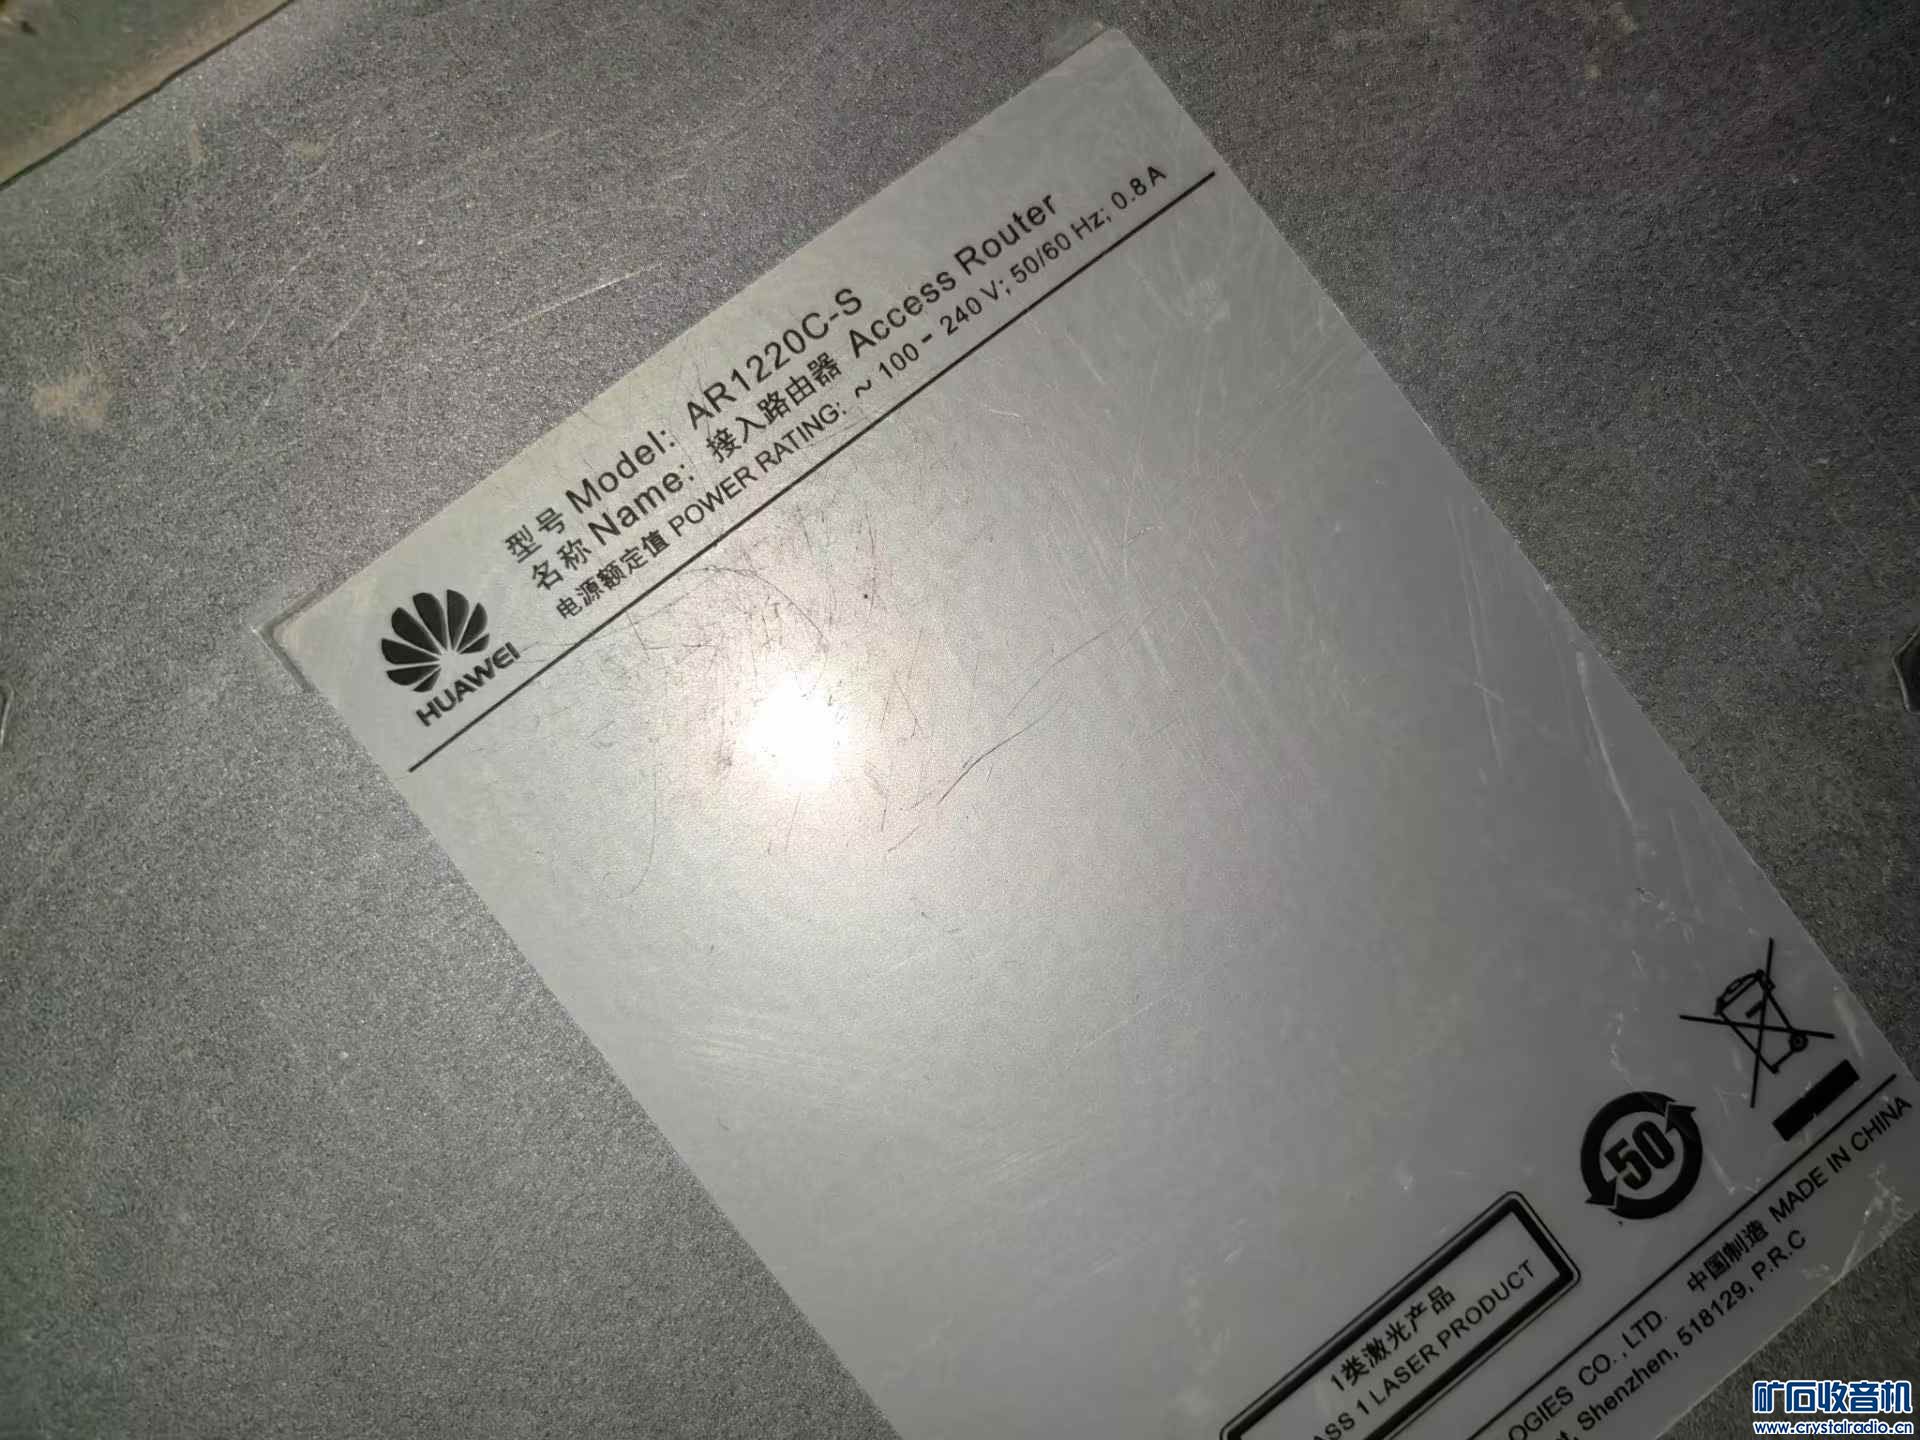 型号 Model: AR1220C-S
名称 Name: 接入路由器 Access Router
电源额定值 POWER RATING: ~ 100 - 240 V; 50/60 Hz; 0.8 A
HUAWEI
50
1类激光产品
ASS 1 LASER PRODUCT
OGIES CO., LTD. 中国制造 MADE IN CHINA
Shenzhen, 518129, P.R.C
矿石收音机
www.crystalradio.cn